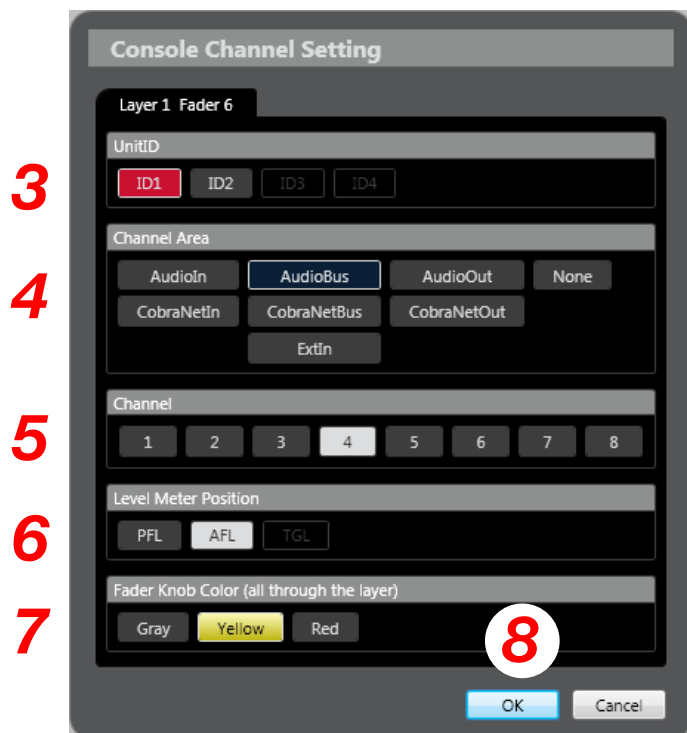 Console Channel Setting
Layer 1 Fader 6
UnitID
3
ID1 ID2 ID3 ID4
Channel Area
4
AudioIn AudioBus AudioOut None
CobraNetIn CobraNetBus CobraNetOut
ExtIn
Channel
5
1 2 3 4 5 6 7 8
Level Meter Position
6
PFL AFL TGL
Fader Knob Color (all through the layer)
7
Gray Yellow Red
8
OK Cancel